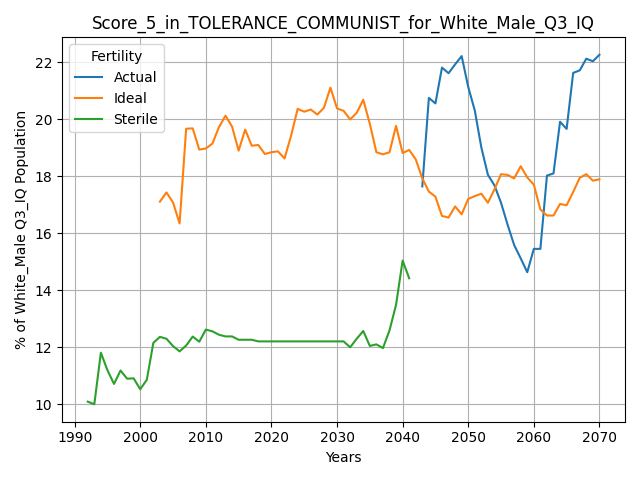 Score_5_in_TOLERANCE_COMMUNIST_for_White_Male_Q3_IQ
Fertility
Actual
Ideal
Sterile
% of White_Male Q3_IQ Population
22
20
18
16
14
12
10
1990 2000 2010 2020 2030 2040 2050 2060 2070
Years